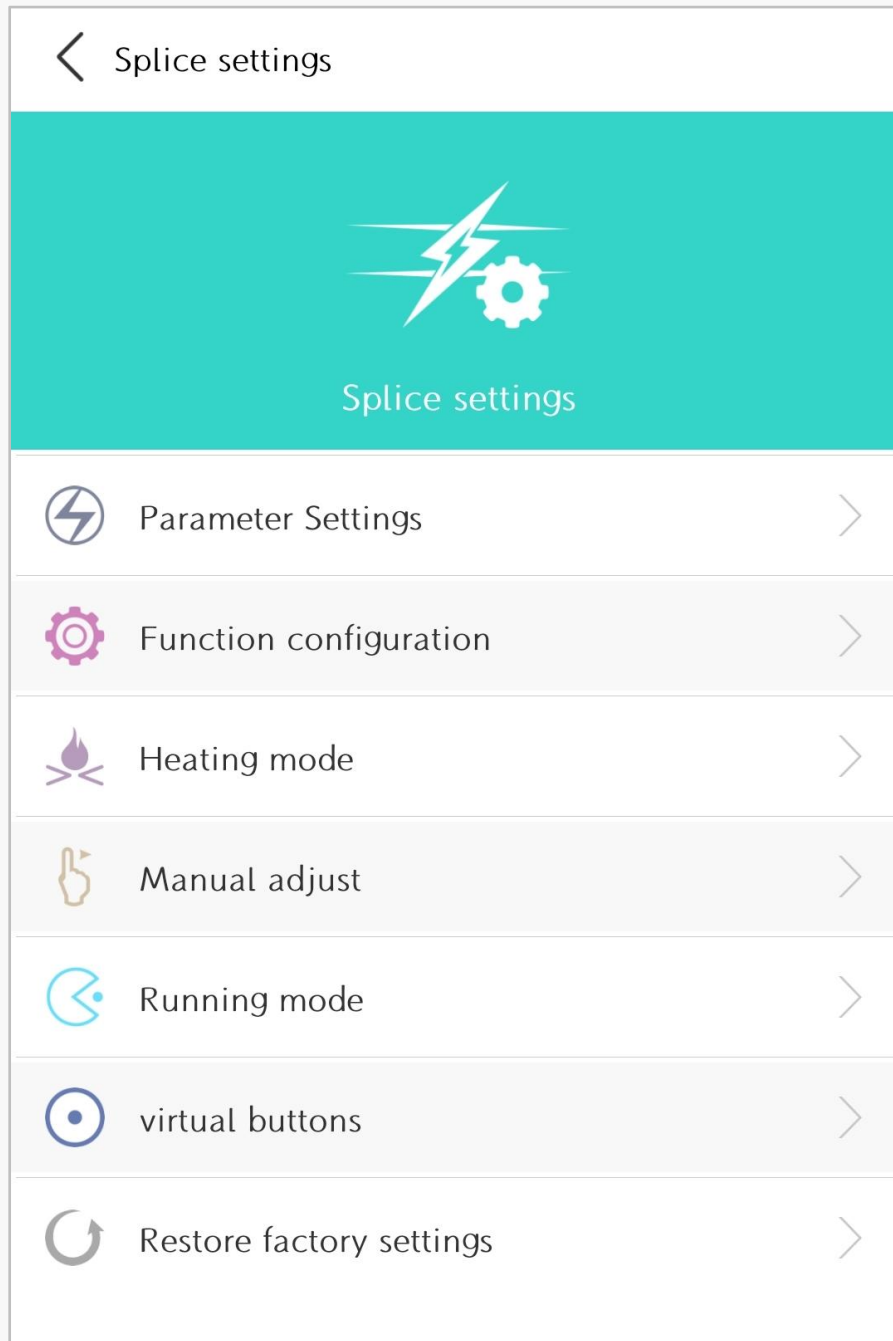 Splice settings
Splice settings
Parameter Settings
Function configuration
Heating mode
Manual adjust
Running mode
virtual buttons
Restore factory settings